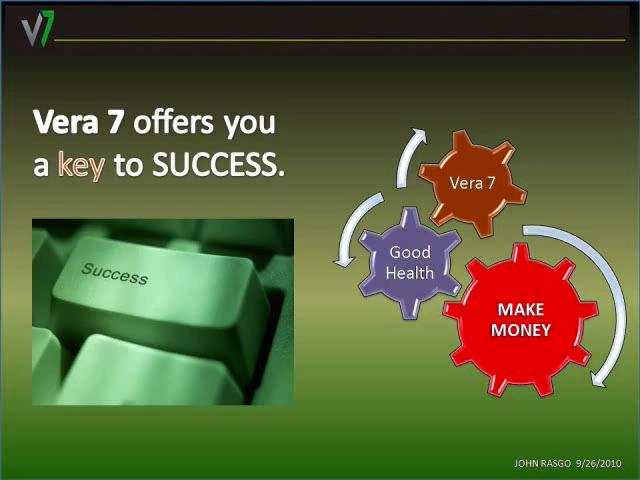 V7
Vera 7 offers you
a key to SUCCESS.
Success
Vera 7
Good
Health
MAKE
MONEY
JOHN RASGO 9/26/2010